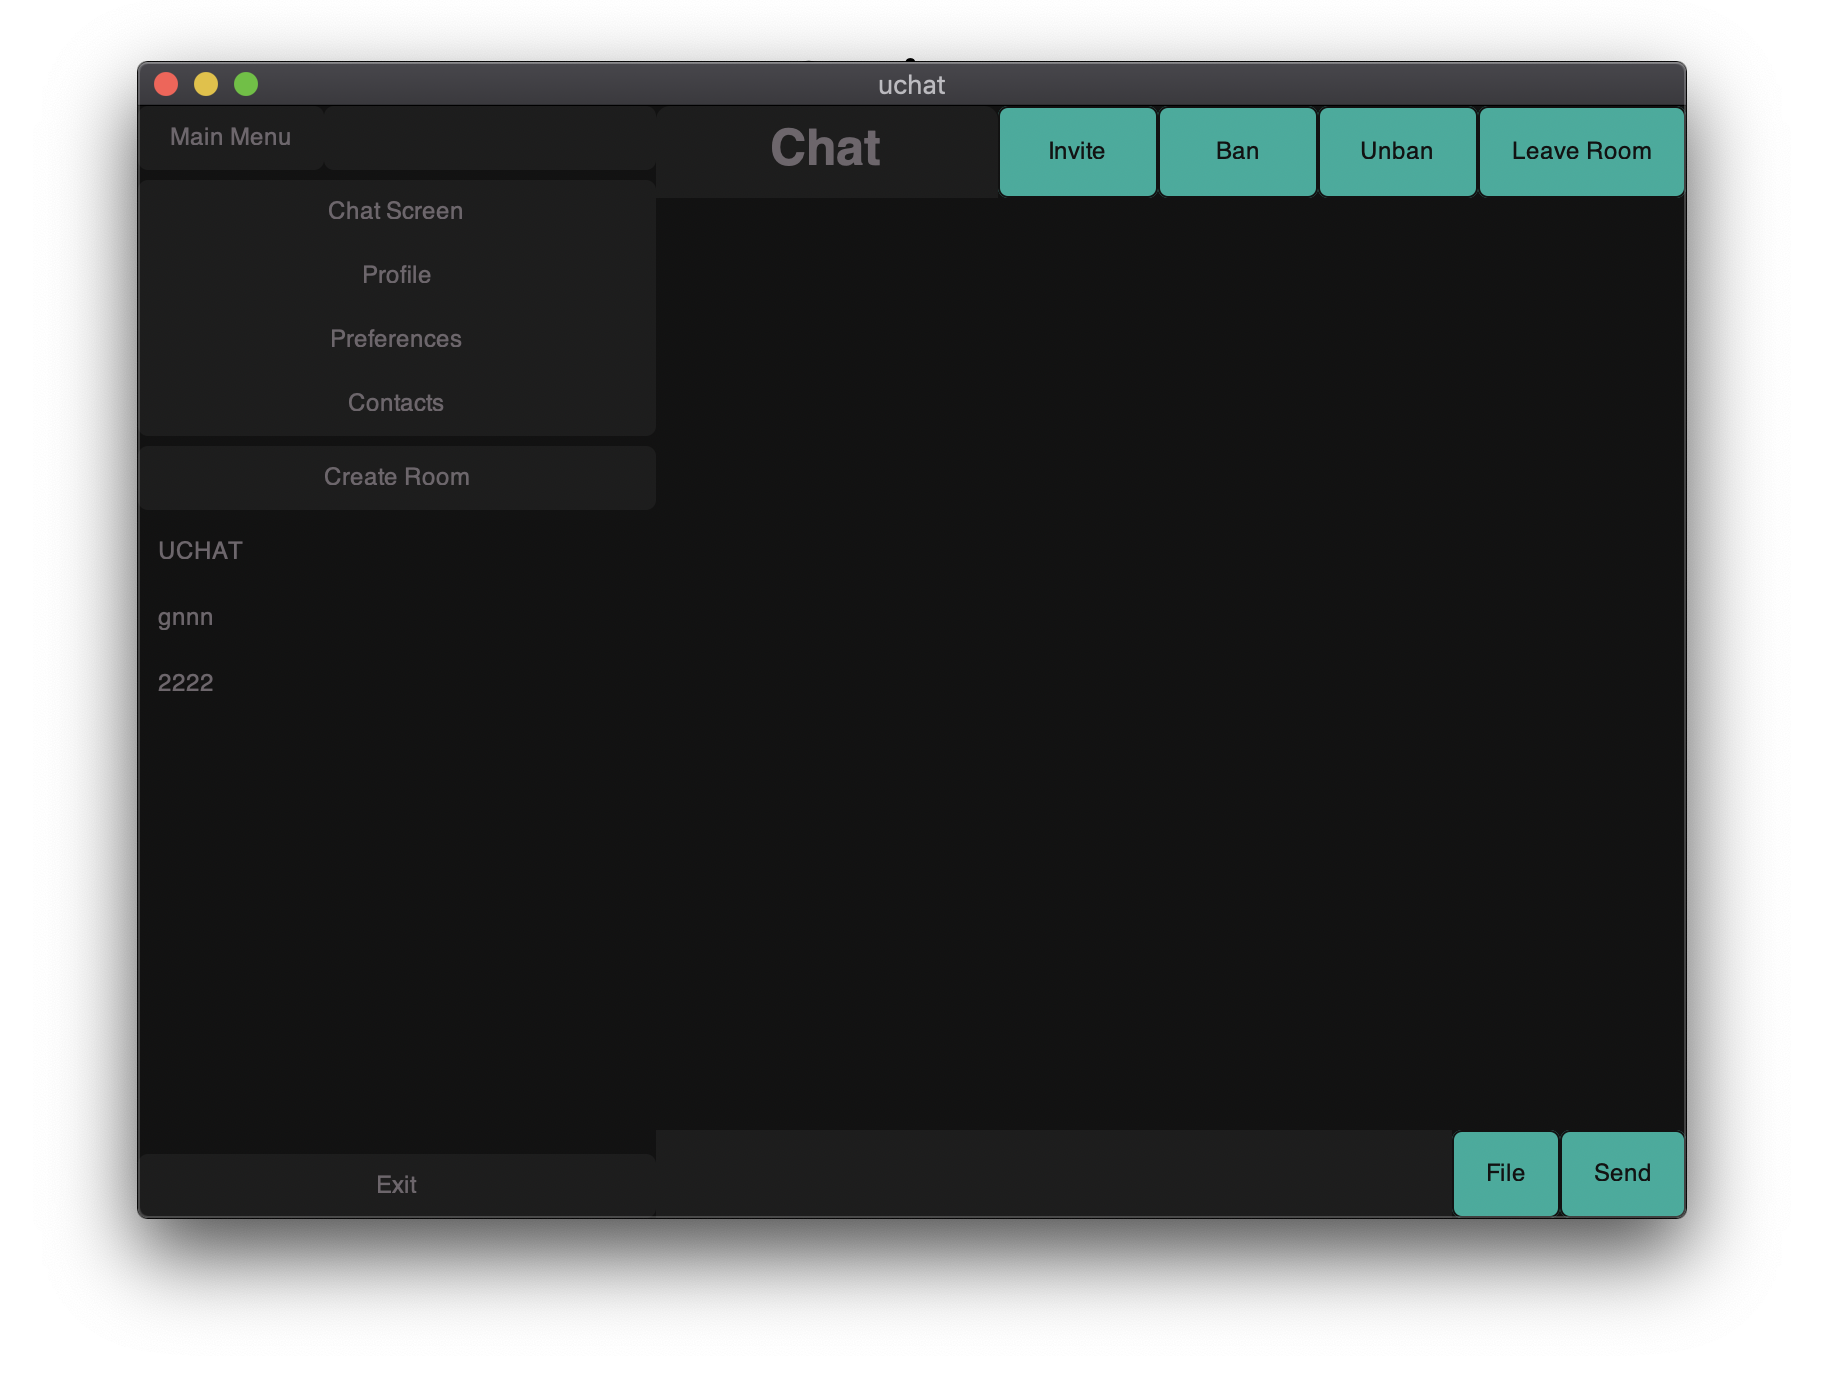 uchat
Main Menu
Chat
Invite
Ban
Unban
Leave Room
Chat Screen
Profile
Preferences
Contacts
Create Room
UCHAT
gnnn
2222
Exit
File
Send